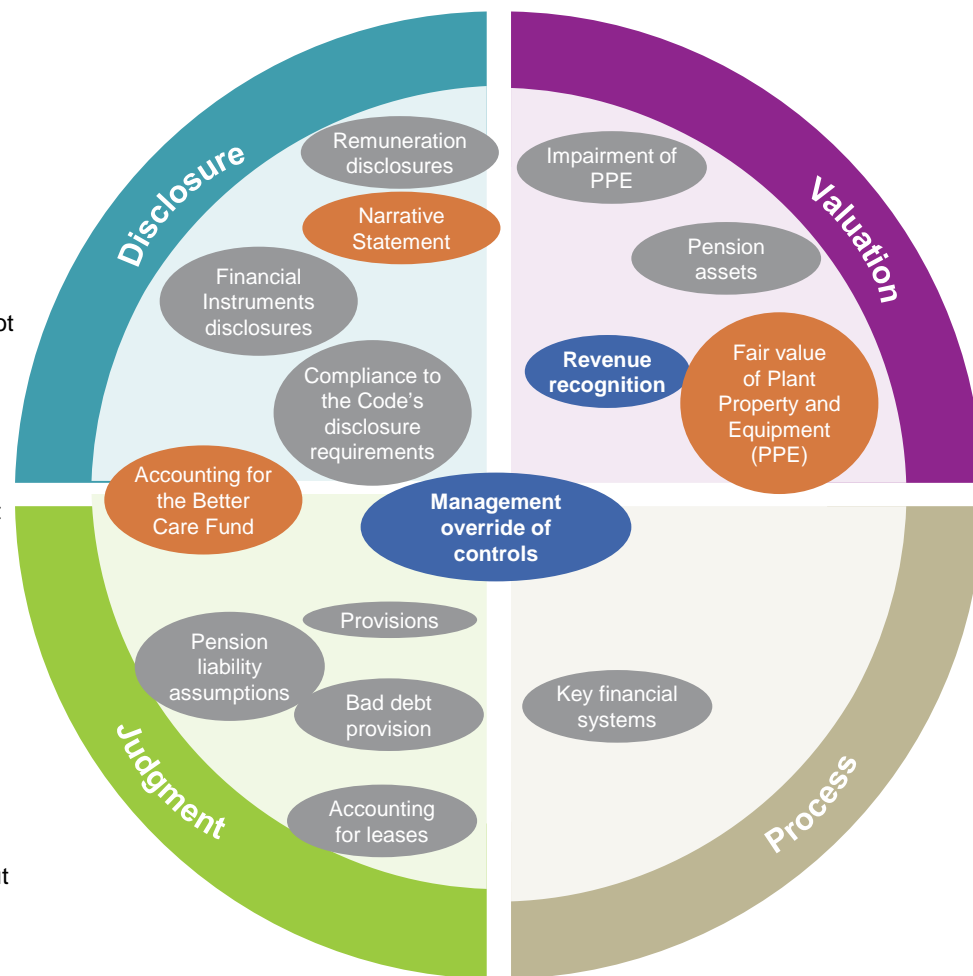 Disclosure
Remuneration
disclosures
Narrative
Statement
Financial
Instruments
disclosures
Compliance to
the Code's
disclosure
requirements
Accounting for
the Better
Care Fund
Valuation
Impairment of
PPE
Pension
assets
Revenue
recognition
Fair value
of Plant
Property and
Equipment
(PPE)
Management
override of
controls
Judgment
Provisions
Pension
liability
assumptions
Bad debt
provision
Accounting
for leases
Process
Key financial
systems